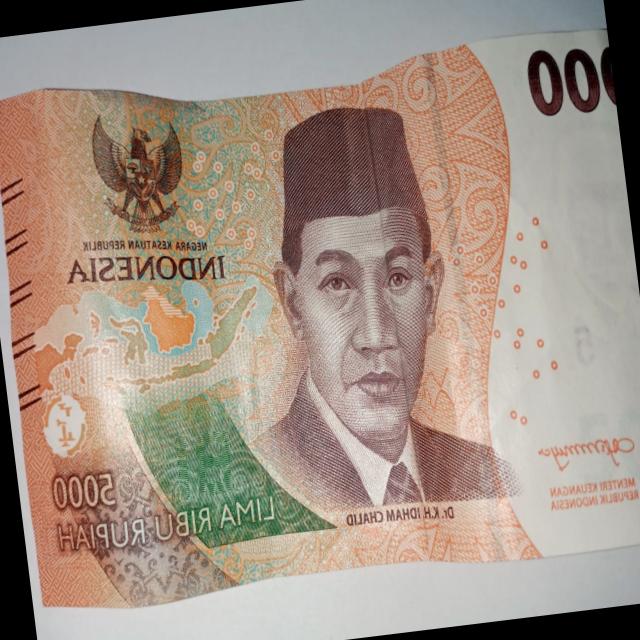 000
NEGARA KESATUAN REPUBLIK
INDONESIA
5000
LIMA RIBU RUPIAH
Dr. K.H. IDHAM CHALID
MENTERI KEUANGAN
REPUBLIK INDONESIA